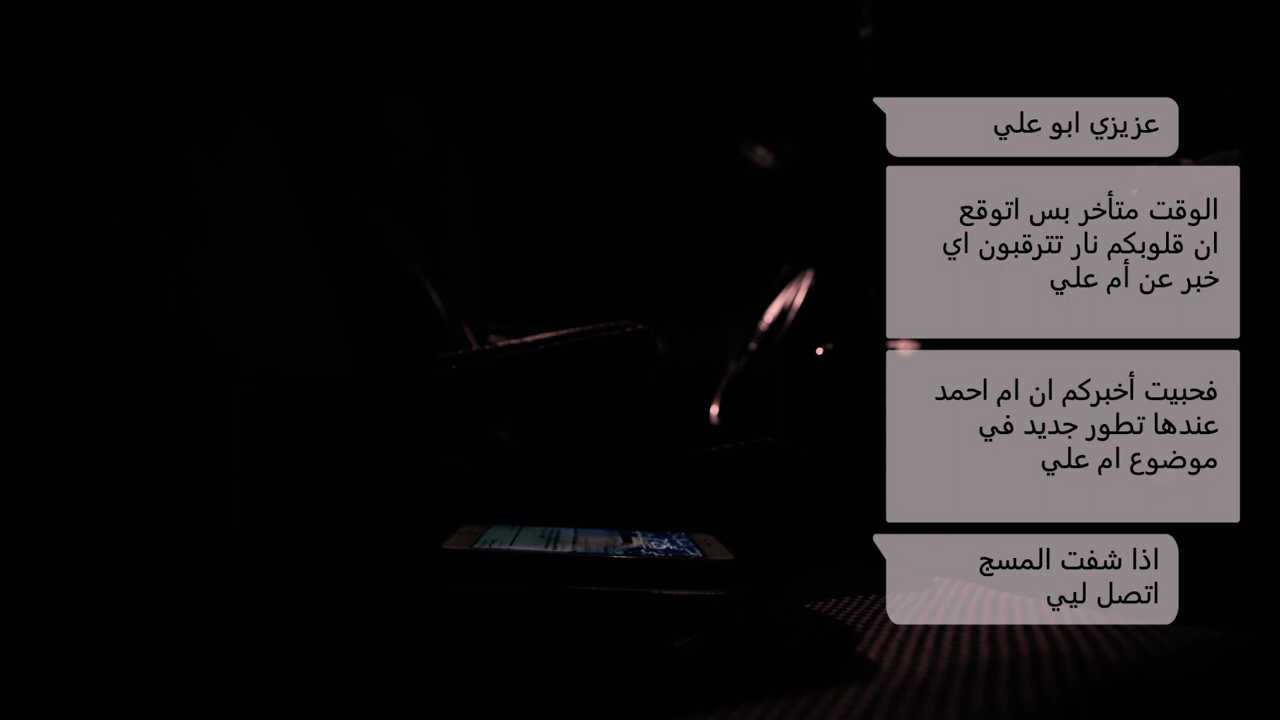 عزيزي ابو علي
الوقت متأخر بس اتوقع
ان قلوبكم نار تترقبون اي
خبر عن أم علي
فحبيت أخبركم ان ام احمد
عندها تطور جديد في
موضوع ام علي
اذا شفت المسج
اتصل ليي